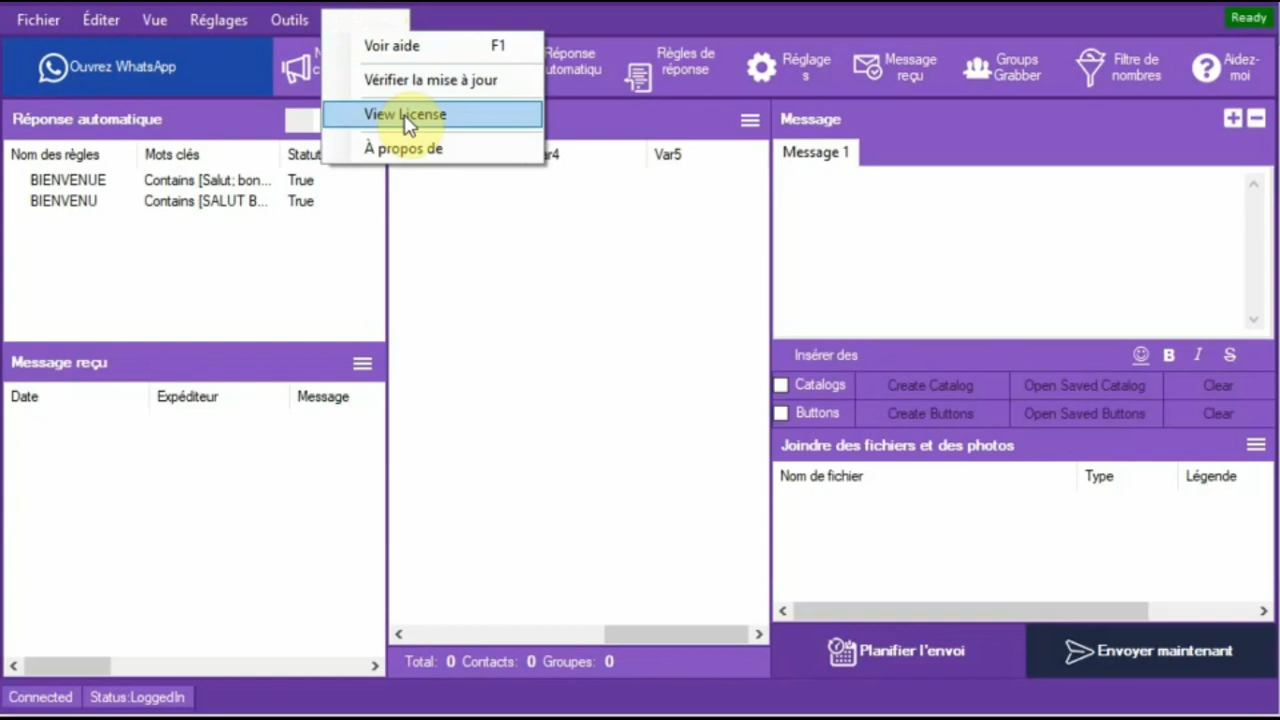 Fichier Éditer Vue Réglages Outils
Ready
Voir aide F1
Vérifier la mise à jour
View License
À propos de
Ouvrez WhatsApp
Réponse
Règles de
réponse
Réglage
s
Message
reçu
Groups
Grabber
Filtre de
nombres
Aidez-
moi
Réponse automatique
Nom des règles Mots clés Statut
BIENVENUE Contains [Salut; bon... True
BIENVENU Contains [SALUT B... True
Var5
Message reçu
Date Expéditeur Message
Total: 0 Contacts: 0 Groupes: 0
Message
Message 1
Insérer des B I S
Catalogs Create Catalog Open Saved Catalog Clear
Buttons Create Buttons Open Saved Buttons Clear
Joindre des fichiers et des photos
Nom de fichier Type Légende
Planifier l'envoi Envoyer maintenant
Connected Status:LoggedIn